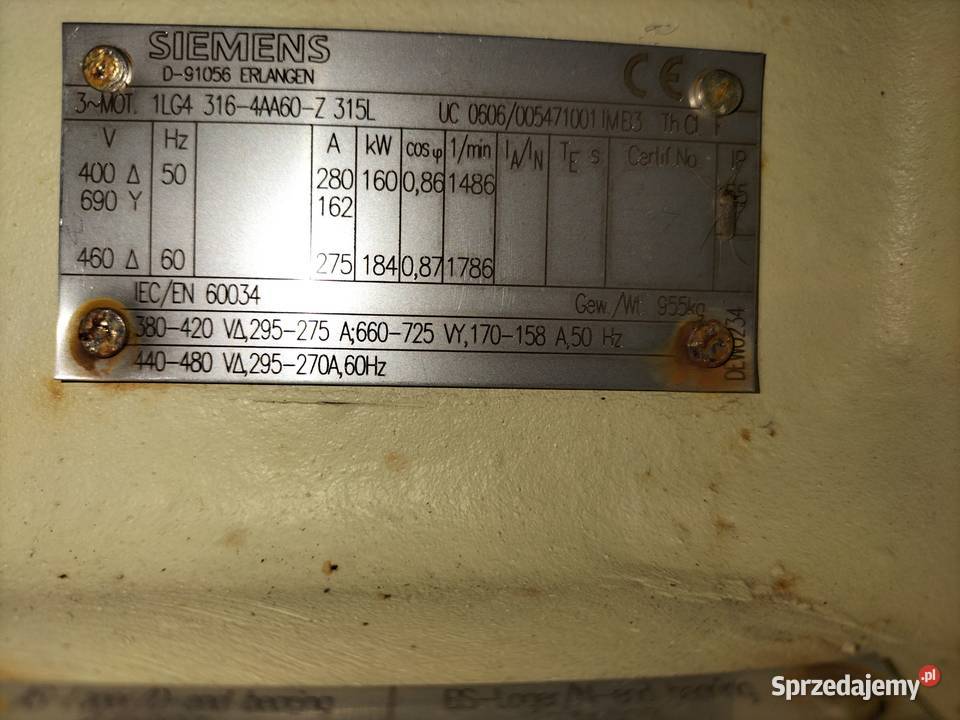 SIEMENS
D-91056 ERLANGEN
CE
3~MOT. 1LG4 316-4AA60-Z 315L UC 0606/005471001 IMB3 Th.Cl. F
V Hz A kW cos φ 1/min IA/IN TE s Certif.No. IP
400 Δ 50 280 160 0,86 1486 55
690 Y 162
460 Δ 60 275 184 0,87 1786
IEC/EN 60034 Gew./Wt. 955kg
380-420 VΔ,295-275 A;660-725 VY,170-158 A,50 Hz
440-480 VΔ,295-270A,60Hz
DEW0234
Sprzedajemy.pl